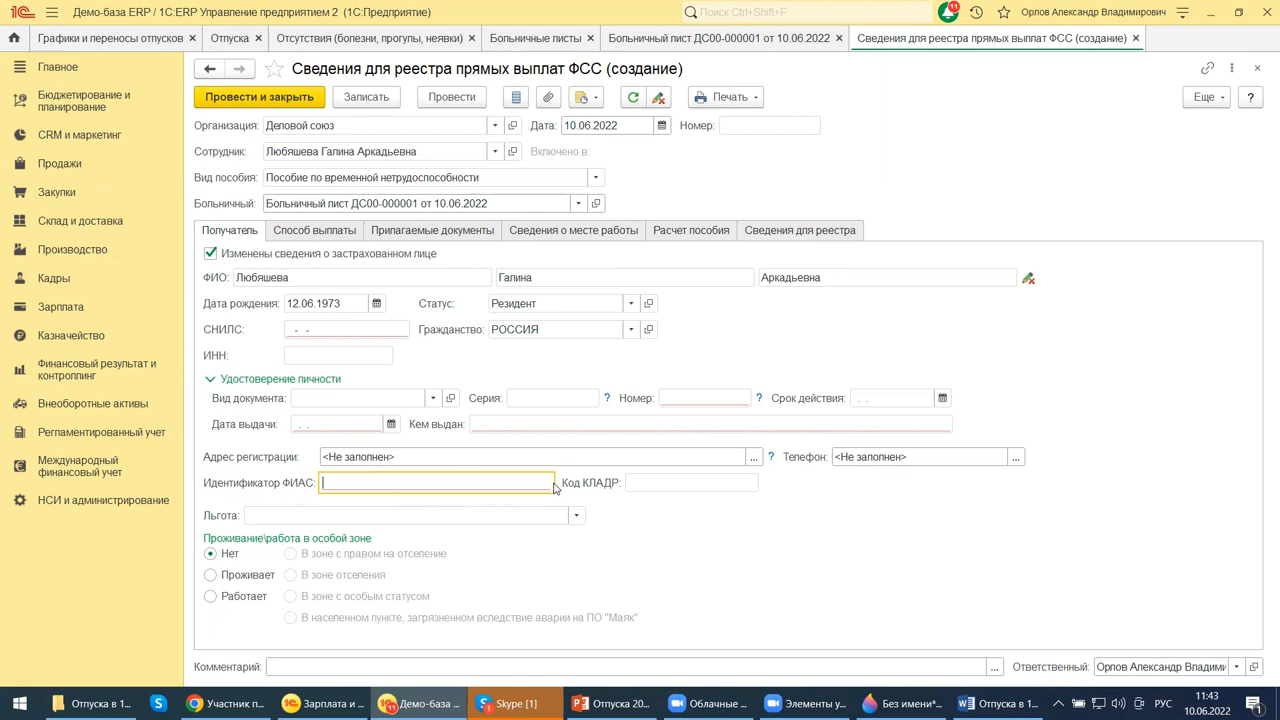 Демо-база ERP / 1C:ERP Управление предприятием 2 (1С:Предприятие)
Поиск Ctrl+Shift+F
11
Орлов Александр Владимирович
Графики и переносы отпусков ×
Отпуска ×
Отсутствия (болезни, прогулы, неявки) ×
Больничные листы ×
Больничный лист ДС00-000001 от 10.06.2022 ×
Сведения для реестра прямых выплат ФСС (создание) ×
Главное
Бюджетирование и
планирование
CRM и маркетинг
Продажи
Закупки
Склад и доставка
Производство
Кадры
Зарплата
Казначейство
Финансовый результат и
контроллинг
Внеоборотные активы
Регламентированный учет
Международный
финансовый учет
НСИ и администрирование
Сведения для реестра прямых выплат ФСС (создание)
Провести и закрыть
Записать
Провести
Печать
Еще
?
Организация: Деловой союз
Дата: 10.06.2022
Номер:
Сотрудник: Любяшева Галина Аркадьевна
Включено в:
Вид пособия: Пособие по временной нетрудоспособности
Больничный: Больничный лист ДС00-000001 от 10.06.2022
Получатель
Способ выплаты
Прилагаемые документы
Сведения о месте работы
Расчет пособия
Сведения для реестра
Изменены сведения о застрахованном лице
ФИО: Любяшева Галина Аркадьевна
Дата рождения: 12.06.1973 Статус: Резидент
СНИЛС: - - Гражданство: РОССИЯ
ИНН:
Удостоверение личности
Вид документа: Серия: ? Номер: ? Срок действия: . .
Дата выдачи: . . Кем выдан:
Адрес регистрации: <Не заполнен> ... ? Телефон: <Не заполнен> ...
Идентификатор ФИАС: Код КЛАДР:
Льгота:
Проживание\работа в особой зоне
Нет В зоне с правом на отселение
Проживает В зоне отселения
Работает В зоне с особым статусом
В населенном пункте, загрязненном вследствие аварии на ПО "Маяк"
Комментарий: ... Ответственный: Орлов Александр Владими
Отпуска в 1...
Участник п...
Зарплата и ...
Демо-база ...
Skype [1]
Отпуска 20...
Облачные ...
Элементы у...
Без имени*...
Отпуска в 1...
РУС
11:43
10.06.2022